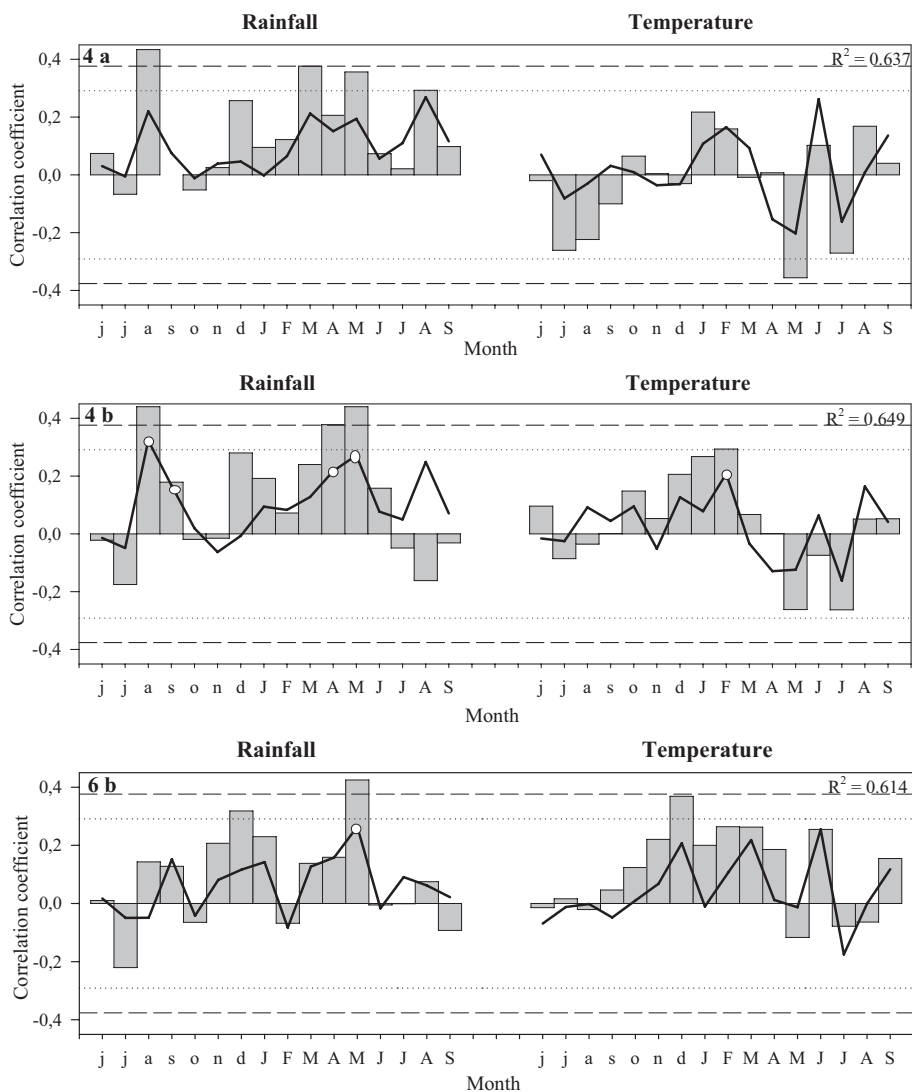 Rainfall Temperature
4 a R² = 0.637
0,4
0,2
0,0
-0,2
-0,4
Correlation coefficient
j j a s o n d J F M A M J J A S j j a s o n d J F M A M J J A S
Month
Rainfall Temperature
4 b R² = 0.649
0,4
0,2
0,0
-0,2
-0,4
Correlation coefficient
j j a s o n d J F M A M J J A S j j a s o n d J F M A M J J A S
Month
Rainfall Temperature
6 b R² = 0.614
0,4
0,2
0,0
-0,2
-0,4
Correlation coefficient
j j a s o n d J F M A M J J A S j j a s o n d J F M A M J J A S
Month